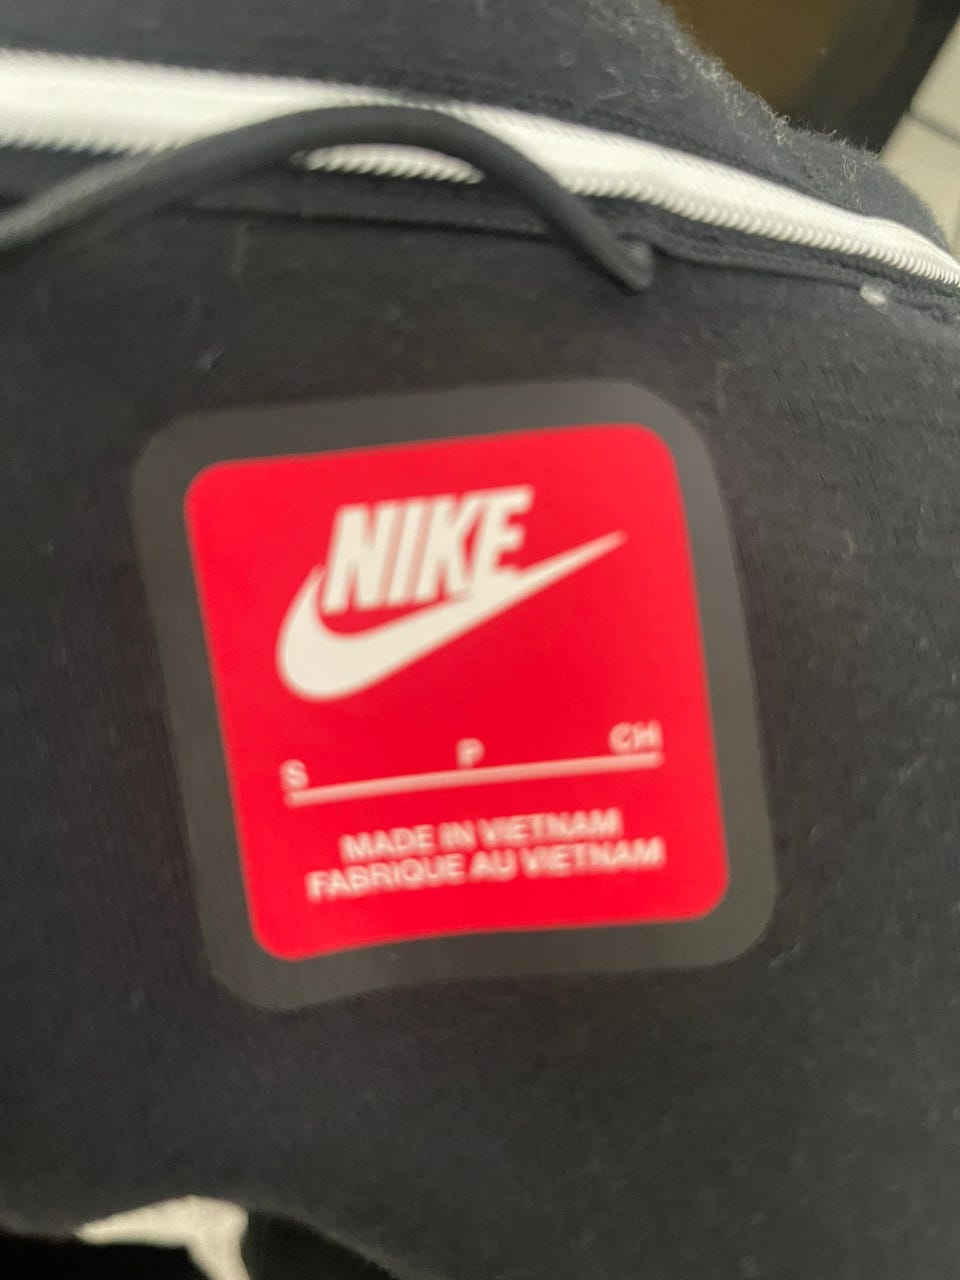 NIKE
S P CH
MADE IN VIETNAM
FABRIQUE AU VIETNAM